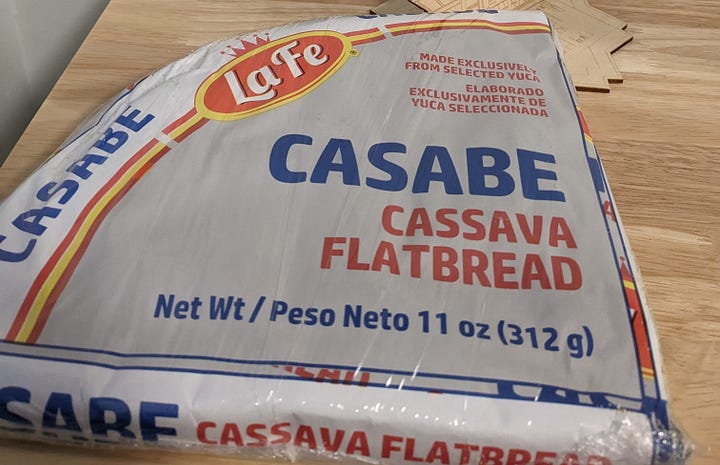 LaFe
MADE EXCLUSIVELY
FROM SELECTED YUCA
ELABORADO
EXCLUSIVAMENTE DE
YUCA SELECCIONADA
CASABE
CASABE
CASSAVA
FLATBREAD
Net Wt / Peso Neto 11 oz (312 g)
CASSAVA FLATBREAD